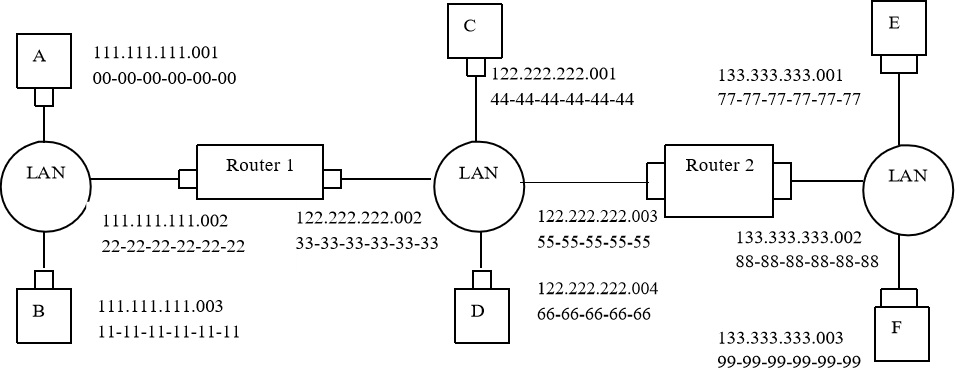 A
111.111.111.001
00-00-00-00-00-00
C
122.222.222.001
44-44-44-44-44-44
E
133.333.333.001
77-77-77-77-77-77
LAN
Router 1
LAN
Router 2
LAN
111.111.111.002
22-22-22-22-22-22
122.222.222.002
33-33-33-33-33-33
122.222.222.003
55-55-55-55-55
133.333.333.002
88-88-88-88-88-88
B
111.111.111.003
11-11-11-11-11-11
D
122.222.222.004
66-66-66-66-66
F
133.333.333.003
99-99-99-99-99-99